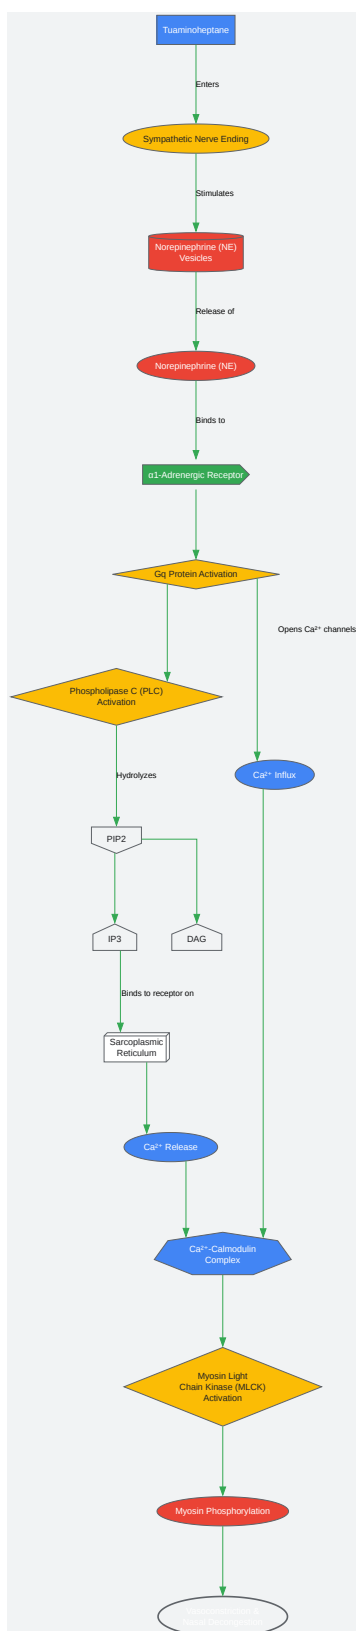 Tuaminoheptane
Enters
Sympathetic Nerve Ending
Stimulates
Norepinephrine (NE)
Vesicles
Release of
Norepinephrine (NE)
Binds to
α1-Adrenergic Receptor
Gq Protein Activation
Opens Ca²⁺ channels
Phospholipase C (PLC)
Activation
Ca²⁺ Influx
Hydrolyzes
PIP2
IP3
DAG
Binds to receptor on
Sarcoplasmic
Reticulum
Ca²⁺ Release
Ca²⁺-Calmodulin
Complex
Myosin Light
Chain Kinase (MLCK)
Activation
Myosin Phosphorylation